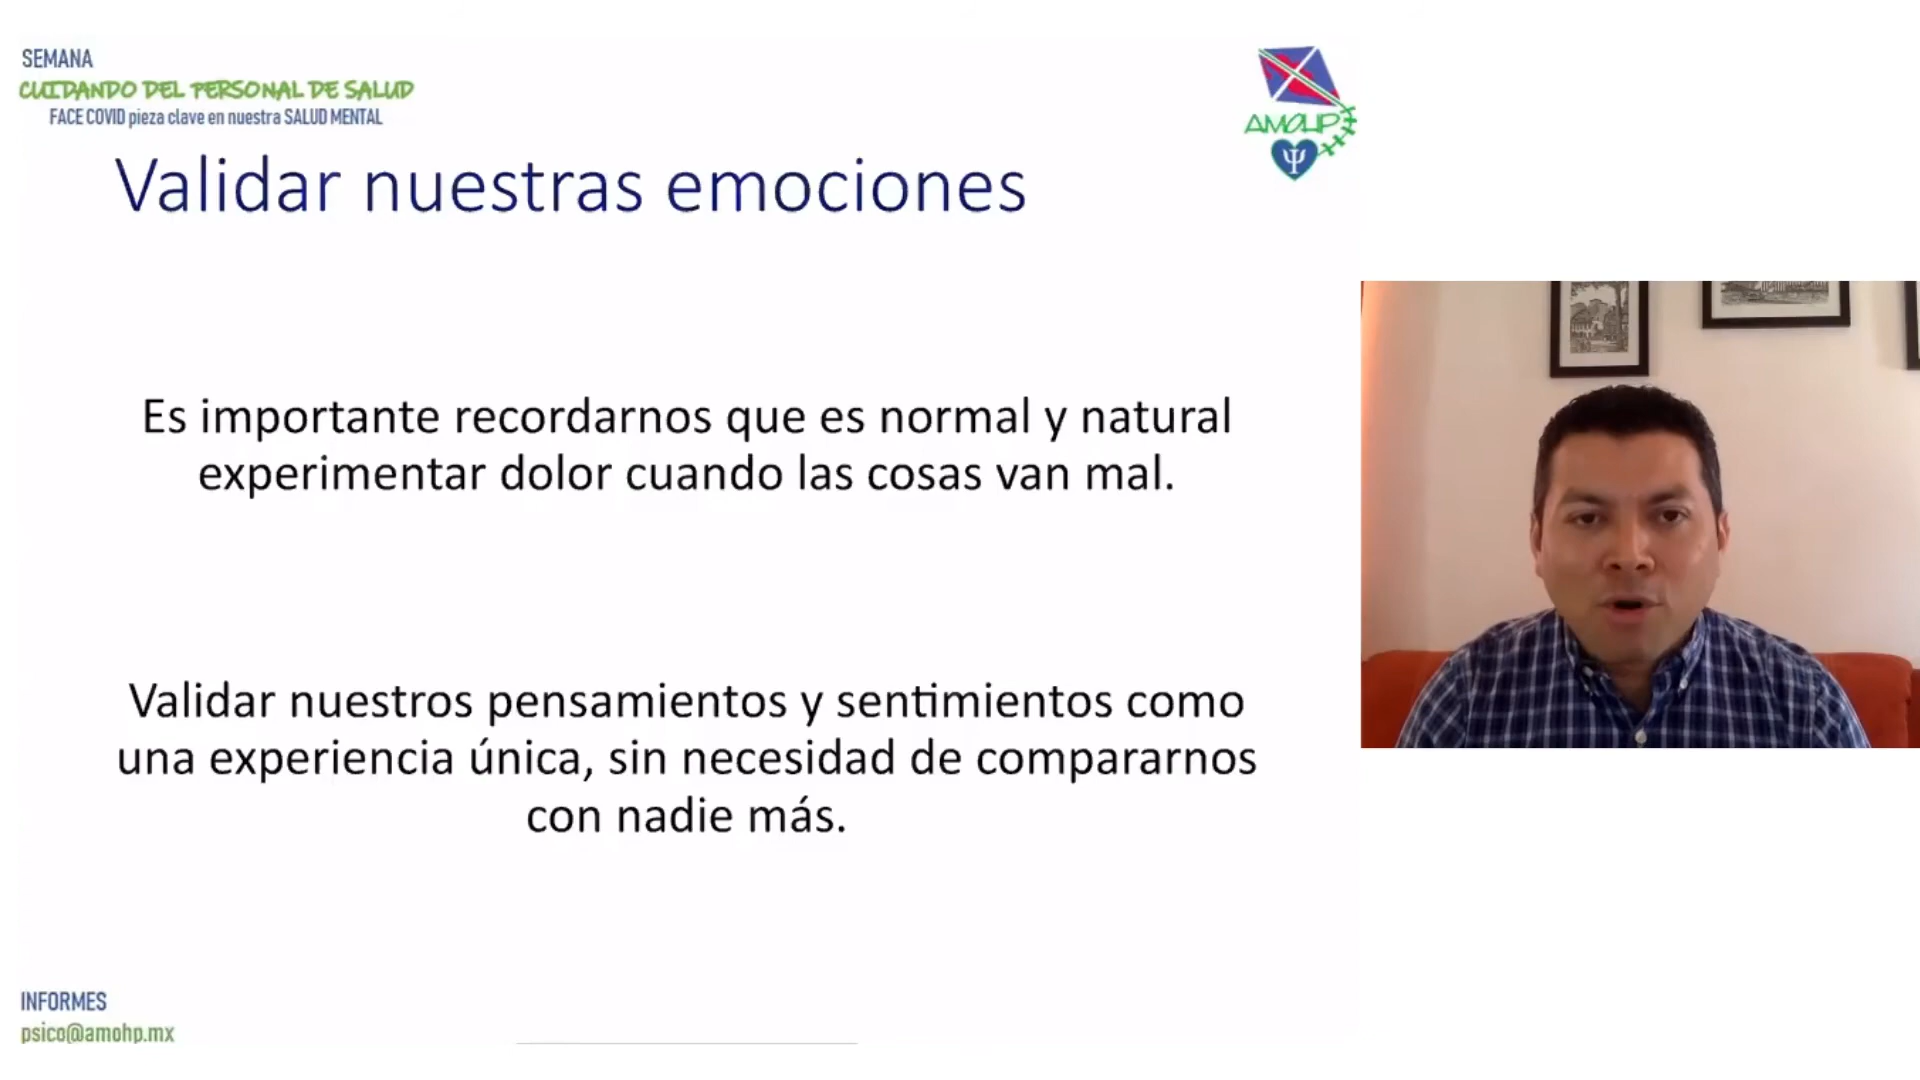 SEMANA
CUIDANDO DEL PERSONAL DE SALUD
FACE COVID pieza clave en nuestra SALUD MENTAL
AMOHP
Ψ
Validar nuestras emociones
Es importante recordarnos que es normal y natural
experimentar dolor cuando las cosas van mal.
Validar nuestros pensamientos y sentimientos como
una experiencia única, sin necesidad de compararnos
con nadie más.
INFORMES
psico@amohp.mx